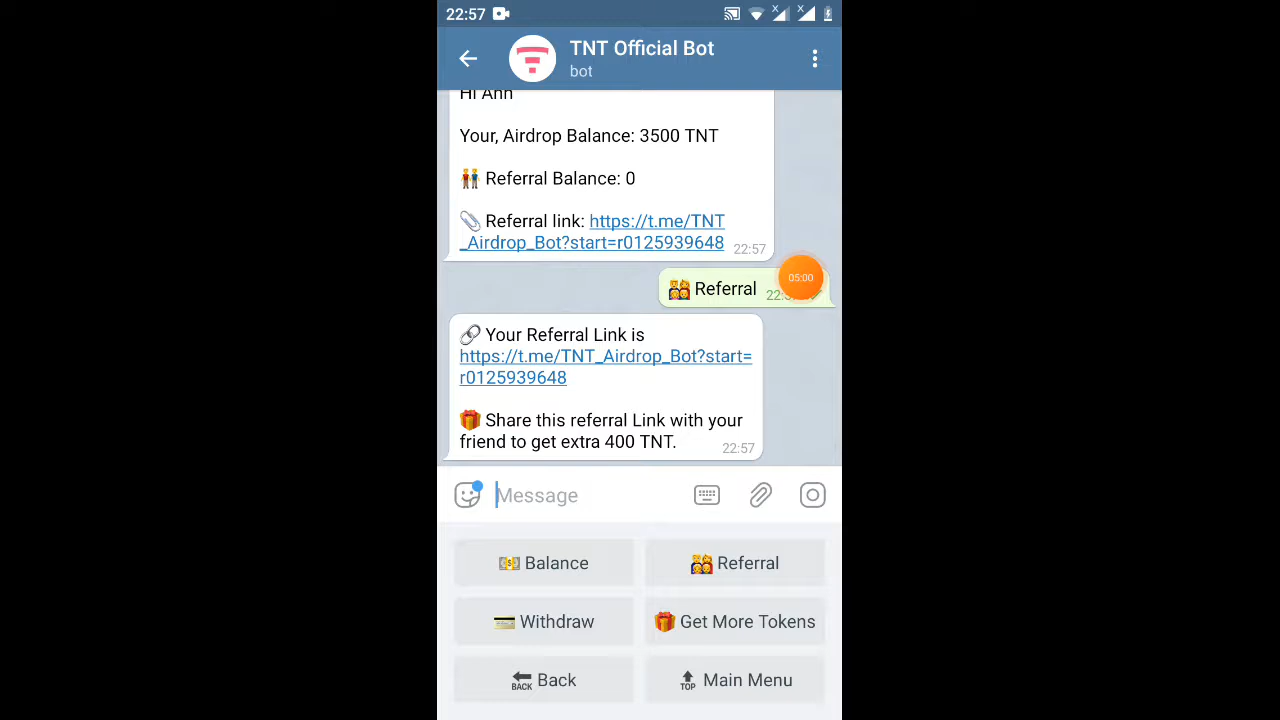 22:57
TNT Official Bot
bot
Hi Ann
Your, Airdrop Balance: 3500 TNT
Referral Balance: 0
Referral link: https://t.me/TNT
_Airdrop_Bot?start=r0125939648 22:57
Referral
05:00
Your Referral Link is
https://t.me/TNT_Airdrop_Bot?start=
r0125939648
Share this referral Link with your
friend to get extra 400 TNT. 22:57
Message
Balance Referral
Withdraw Get More Tokens
BACK Back TOP Main Menu